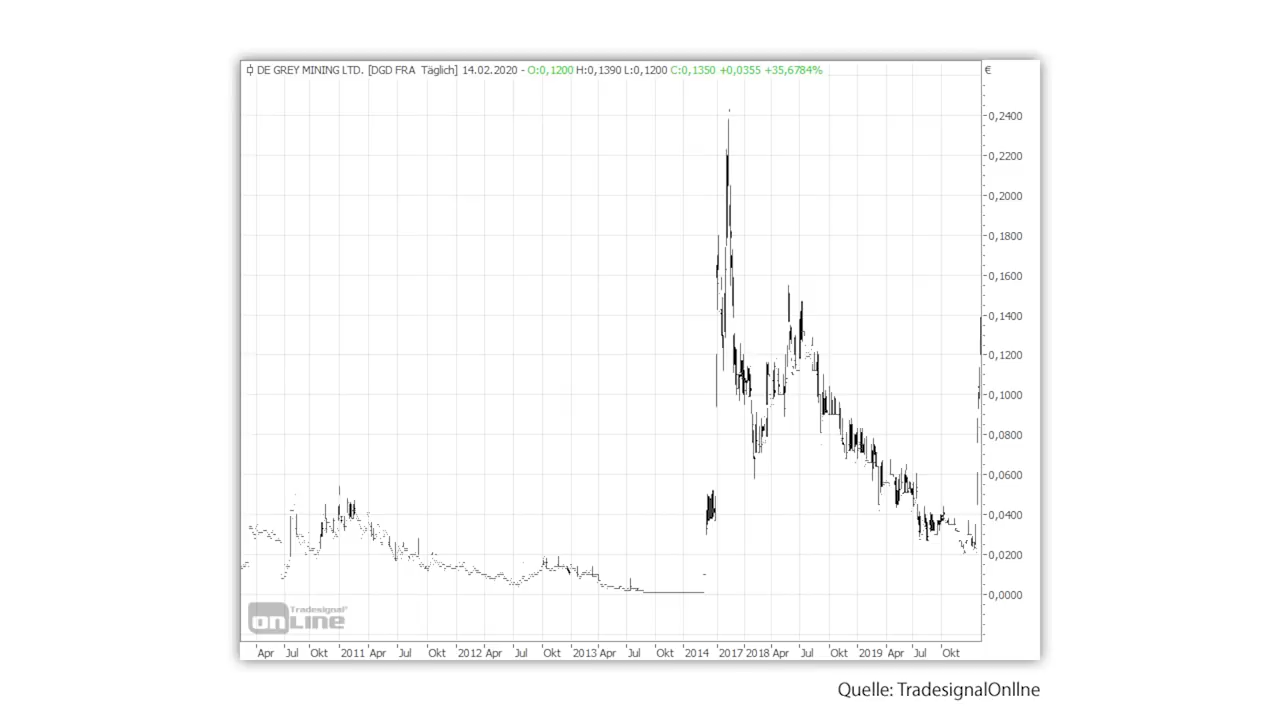 DE GREY MINING LTD. [DGD FRA Täglich] 14.02.2020 - O:0,1200 H:0,1390 L:0,1200 C:0,1350 +0,0355 +35,6784%
€
0,2400
0,2200
0,2000
0,1800
0,1600
0,1400
0,1200
0,1000
0,0800
0,0600
0,0400
0,0200
0,0000
Tradesignal®
onLine
Apr Jul Okt 2011 Apr Jul Okt 2012 Apr Jul Okt 2013 Apr Jul Okt 2014 2017 2018 Apr Jul Okt 2019 Apr Jul Okt
Quelle: TradesignalOnlIne